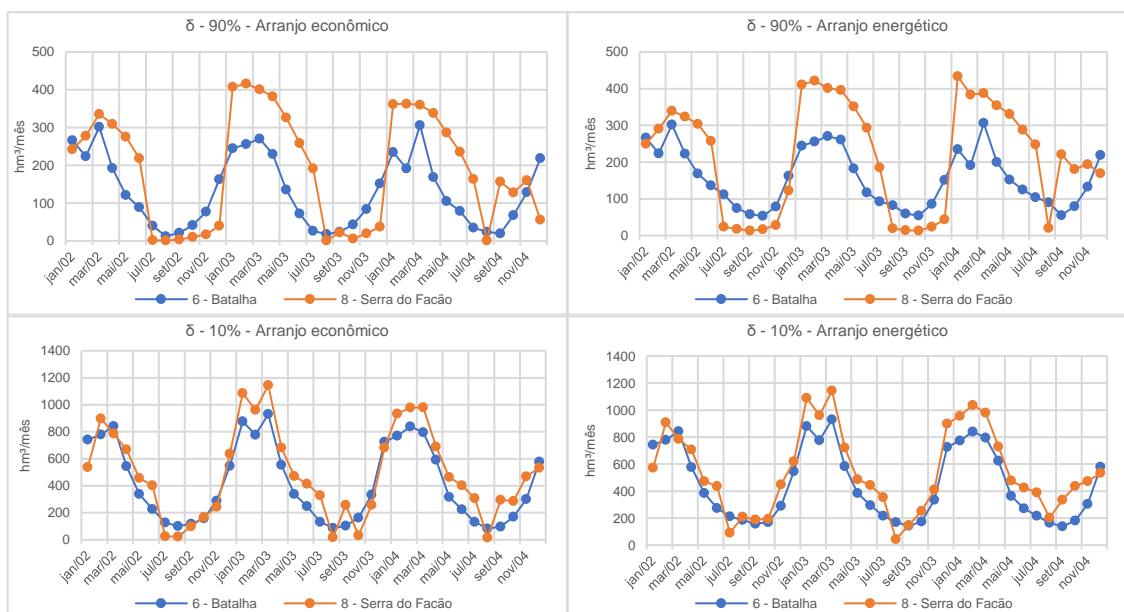 δ - 90% - Arranjo econômico
hm³/mês
500
400
300
200
100
0
jan/02 mar/02 mai/02 jul/02 set/02 nov/02 jan/03 mar/03 mai/03 jul/03 set/03 nov/03 jan/04 mar/04 mai/04 jul/04 set/04 nov/04
6 - Batalha 8 - Serra do Facão
δ - 90% - Arranjo energético
hm³/mês
500
400
300
200
100
0
jan/02 mar/02 mai/02 jul/02 set/02 nov/02 jan/03 mar/03 mai/03 jul/03 set/03 nov/03 jan/04 mar/04 mai/04 jul/04 set/04 nov/04
6 - Batalha 8 - Serra do Facão
δ - 10% - Arranjo econômico
hm³/mês
1400
1200
1000
800
600
400
200
0
jan/02 mar/02 mai/02 jul/02 set/02 nov/02 jan/03 mar/03 mai/03 jul/03 set/03 nov/03 jan/04 mar/04 mai/04 jul/04 set/04 nov/04
6 - Batalha 8 - Serra do Facão
δ - 10% - Arranjo energético
hm³/mês
1400
1200
1000
800
600
400
200
0
jan/02 mar/02 mai/02 jul/02 set/02 nov/02 jan/03 mar/03 mai/03 jul/03 set/03 nov/03 jan/04 mar/04 mai/04 jul/04 set/04 nov/04
6 - Batalha 8 - Serra do Facão